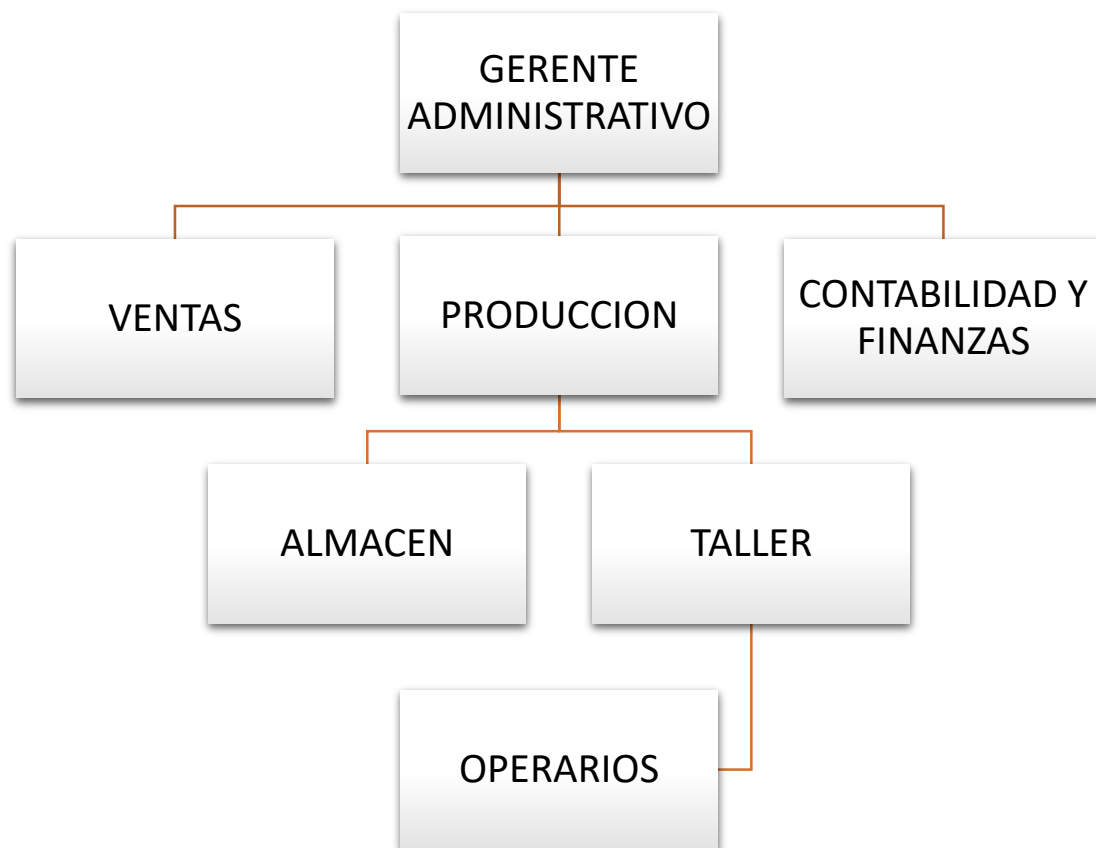 GERENTE
ADMINISTRATIVO
VENTAS
PRODUCCION
CONTABILIDAD Y
FINANZAS
ALMACEN
TALLER
OPERARIOS